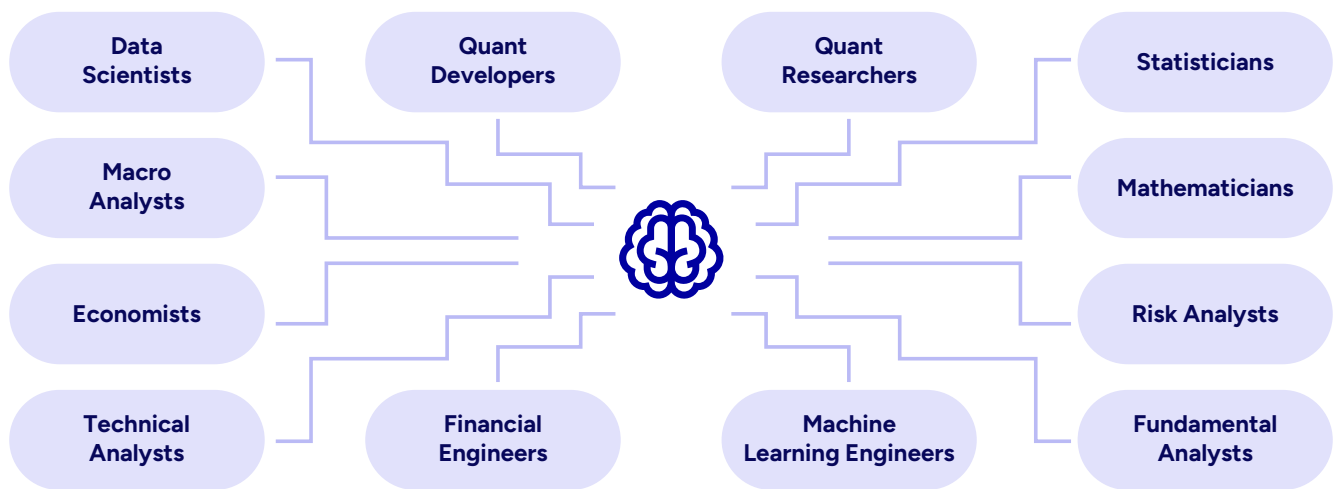 Data
Scientists
Quant
Developers
Quant
Researchers
Statisticians
Macro
Analysts
Mathematicians
Economists
Risk Analysts
Technical
Analysts
Financial
Engineers
Machine
Learning Engineers
Fundamental
Analysts